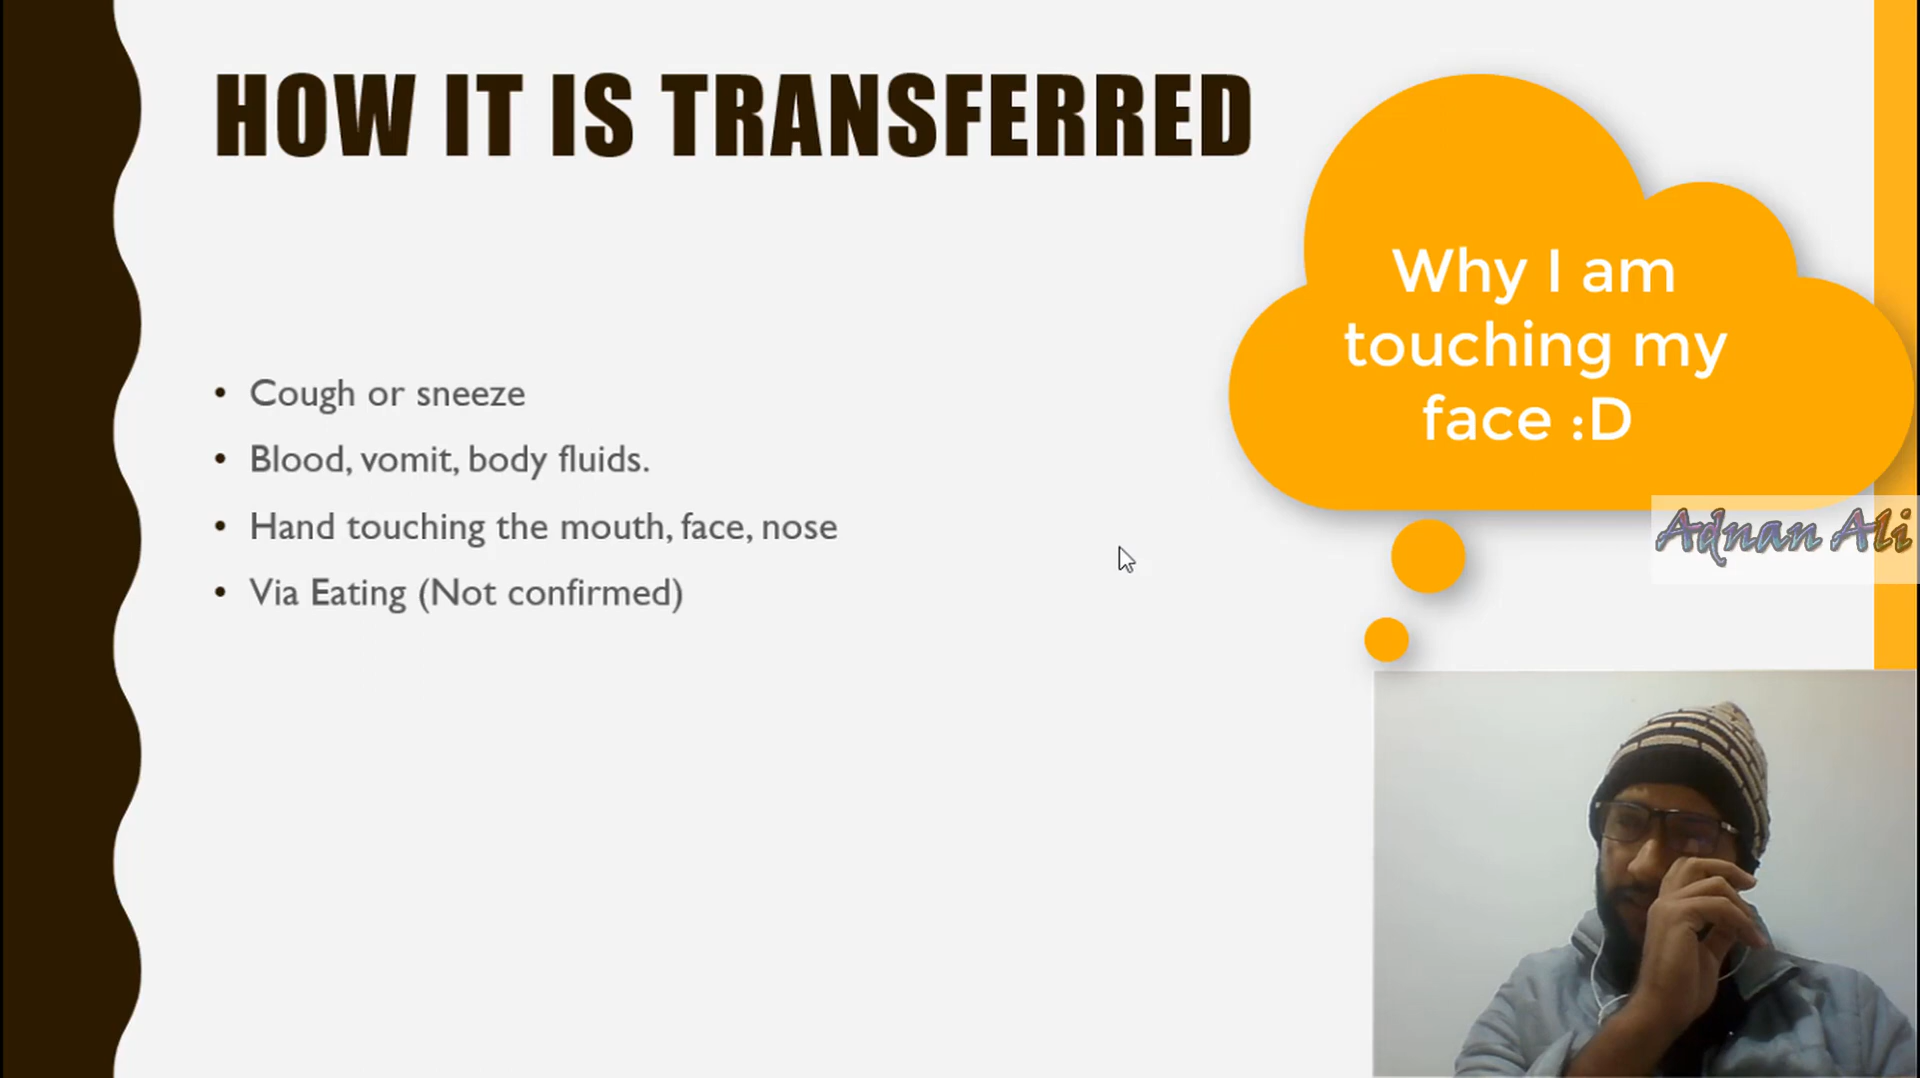 HOW IT IS TRANSFERRED
• Cough or sneeze
• Blood, vomit, body fluids.
• Hand touching the mouth, face, nose
• Via Eating (Not confirmed)
Why I am
touching my
face :D
Adnan Ali